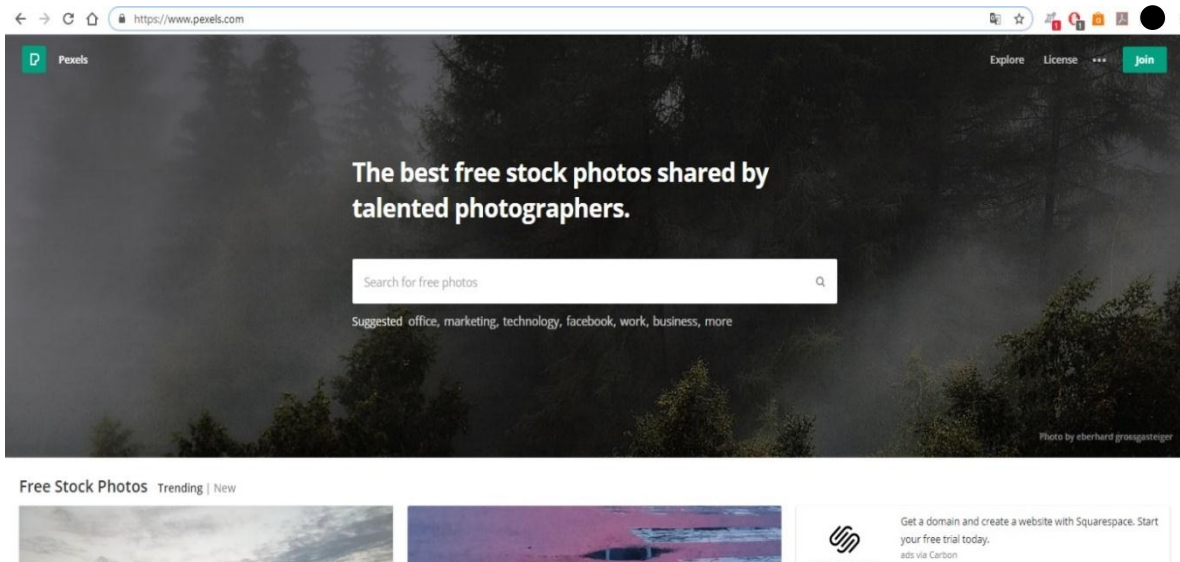 https://www.pexels.com
Pexels
Explore License ••• Join
The best free stock photos shared by
talented photographers.
Search for free photos
Suggested office, marketing, technology, facebook, work, business, more
Photo by eberhard grossgasteiger
Free Stock Photos Trending | New
Get a domain and create a website with Squarespace. Start
your free trial today.
ads via Carbon